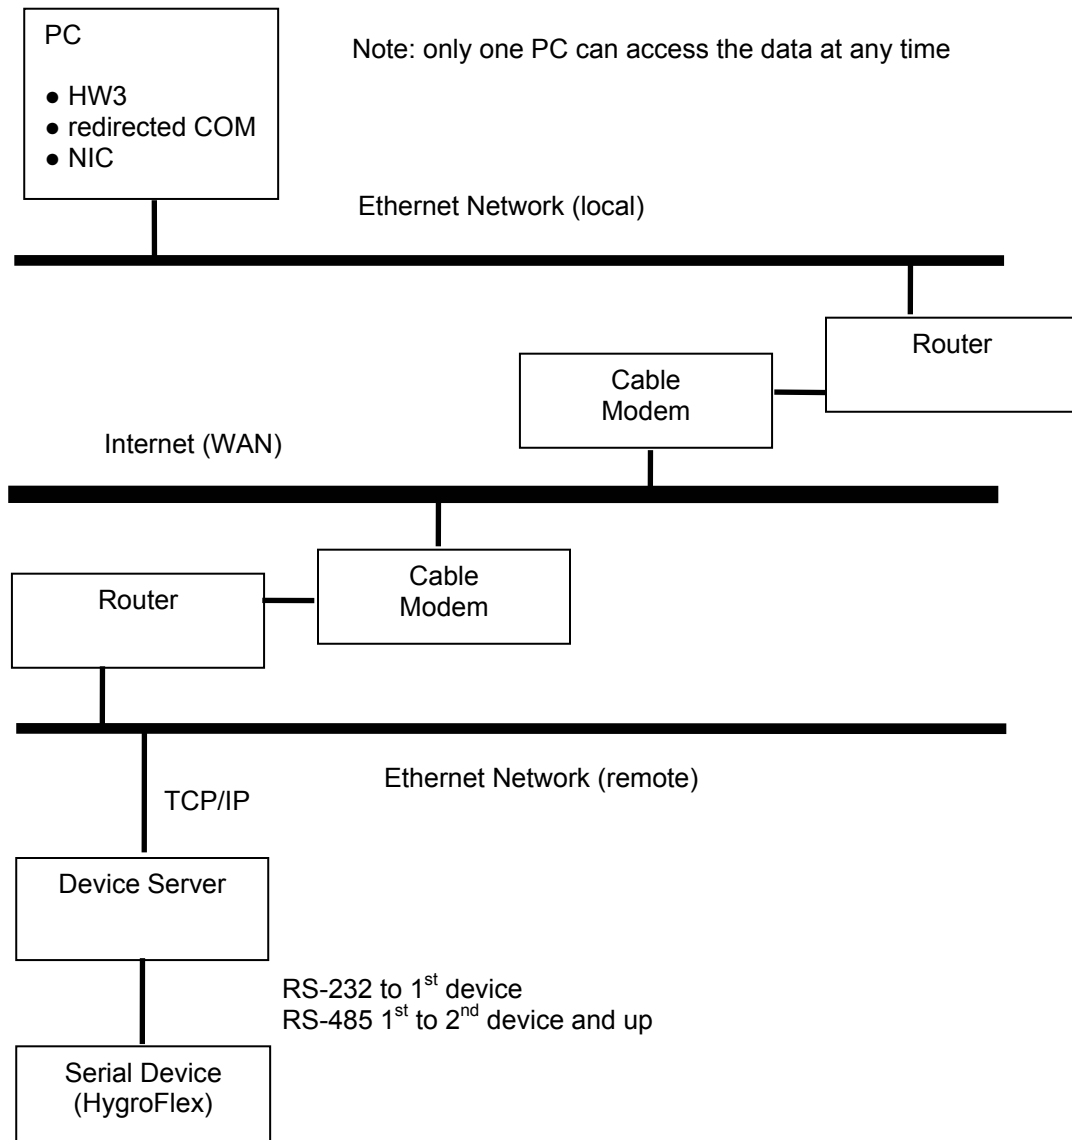 PC
Note: only one PC can access the data at any time
● HW3
● redirected COM
● NIC
Ethernet Network (local)
Router
Cable
Modem
Internet (WAN)
Cable
Modem
Router
Ethernet Network (remote)
TCP/IP
Device Server
RS-232 to 1st device
RS-485 1st to 2nd device and up
Serial Device
(HygroFlex)